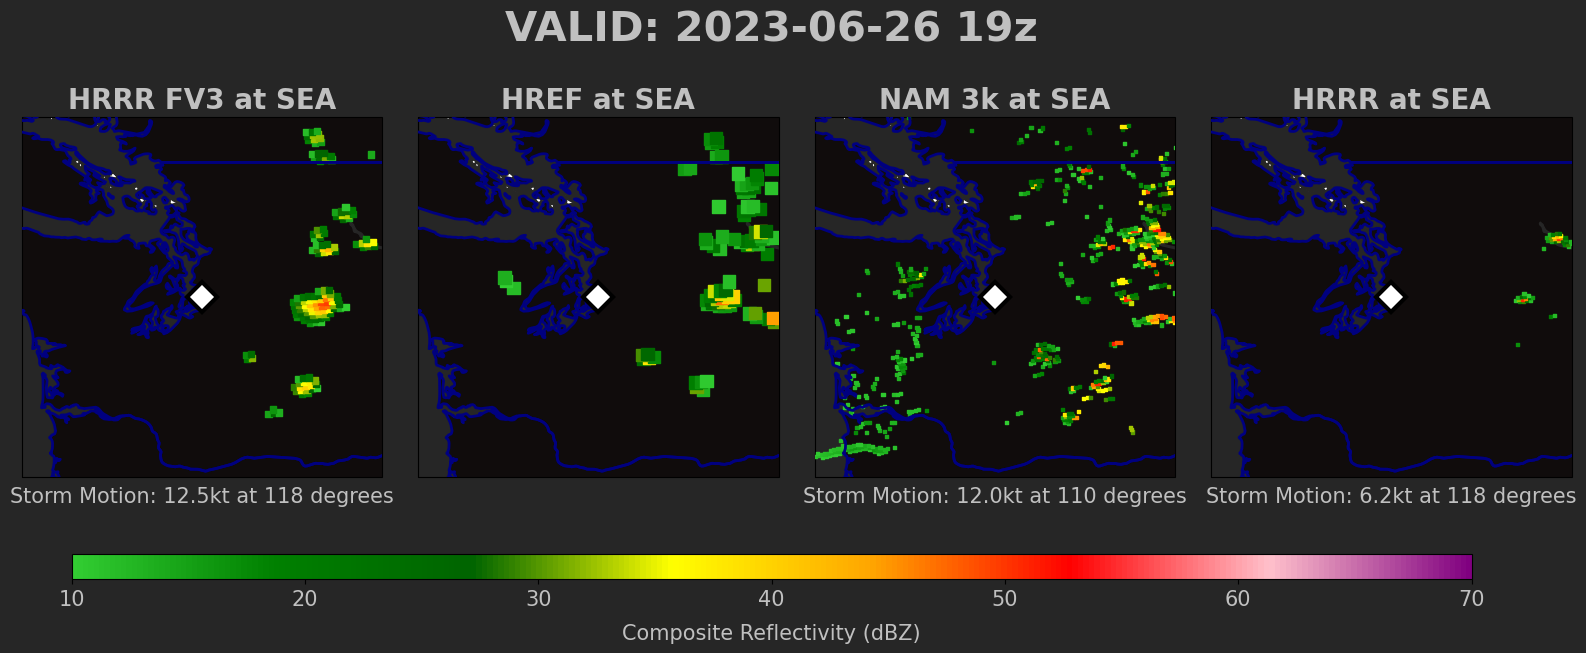 VALID: 2023-06-26 19z
HRRR FV3 at SEA
HREF at SEA
NAM 3k at SEA
HRRR at SEA
Storm Motion: 12.5kt at 118 degrees
Storm Motion: 12.0kt at 110 degrees
Storm Motion: 6.2kt at 118 degrees
10 20 30 40 50 60 70
Composite Reflectivity (dBZ)